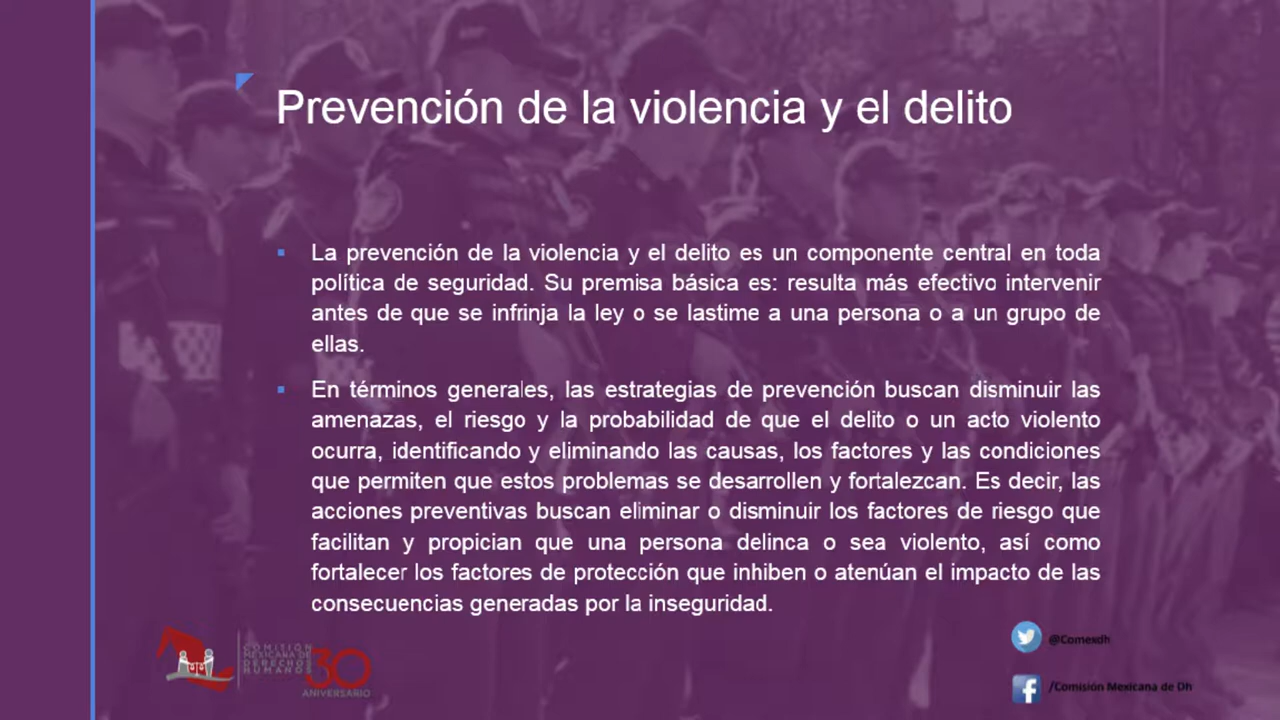 Prevención de la violencia y el delito
▪ La prevención de la violencia y el delito es un componente central en toda
política de seguridad. Su premisa básica es: resulta más efectivo intervenir
antes de que se infrinja la ley o se lastime a una persona o a un grupo de
ellas.
▪ En términos generales, las estrategias de prevención buscan disminuir las
amenazas, el riesgo y la probabilidad de que el delito o un acto violento
ocurra, identificando y eliminando las causas, los factores y las condiciones
que permiten que estos problemas se desarrollen y fortalezcan. Es decir, las
acciones preventivas buscan eliminar o disminuir los factores de riesgo que
facilitan y propician que una persona delinca o sea violento, así como
fortalecer los factores de protección que inhiben o atenúan el impacto de las
consecuencias generadas por la inseguridad.
COMISIÓN
MEXICANA DE
DERECHOS
HUMANOS
30
ANIVERSARIO
@Comexdh
/Comisión Mexicana de Dh